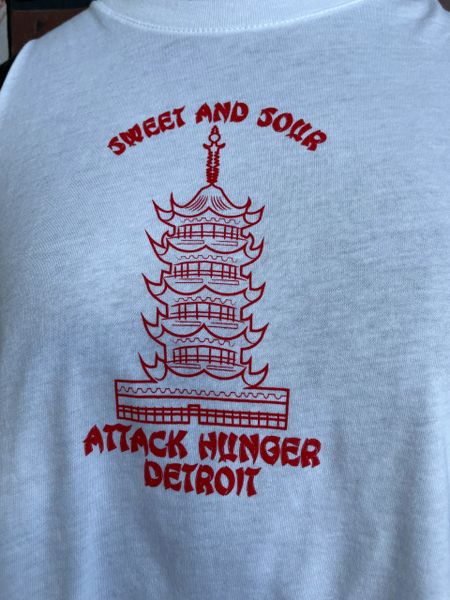 SWEET AND SOUR
ATTACK HUNGER
DETROIT